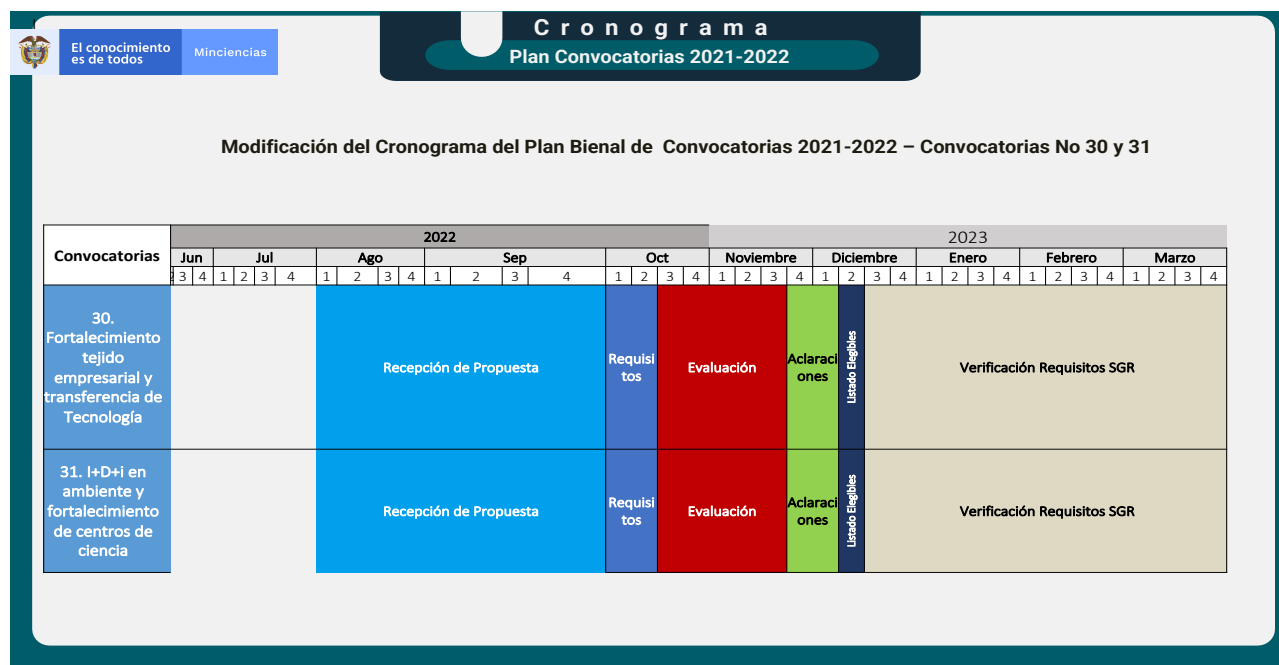 Cronograma
Plan Convocatorias 2021-2022
El conocimiento
es de todos
Minciencias
Modificación del Cronograma del Plan Bienal de Convocatorias 2021-2022 – Convocatorias No 30 y 31
Convocatorias
2022 2023
Jun Jul Ago Sep Oct Noviembre Diciembre Enero Febrero Marzo
3 4 1 2 3 4 1 2 3 4 1 2 3 4 1 2 3 4 1 2 3 4 1 2 3 4 1 2 3 4 1 2 3 4 1 2 3 4
30.
Fortalecimiento
tejido
empresarial y
transferencia de
Tecnología
Recepción de Propuesta
Requisi
tos
Evaluación
Aclaraci
ones
Listado Elegibles
Verificación Requisitos SGR
31. I+D+i en
ambiente y
fortalecimiento
de centros de
ciencia
Recepción de Propuesta
Requisi
tos
Evaluación
Aclaraci
ones
Listado Elegibles
Verificación Requisitos SGR